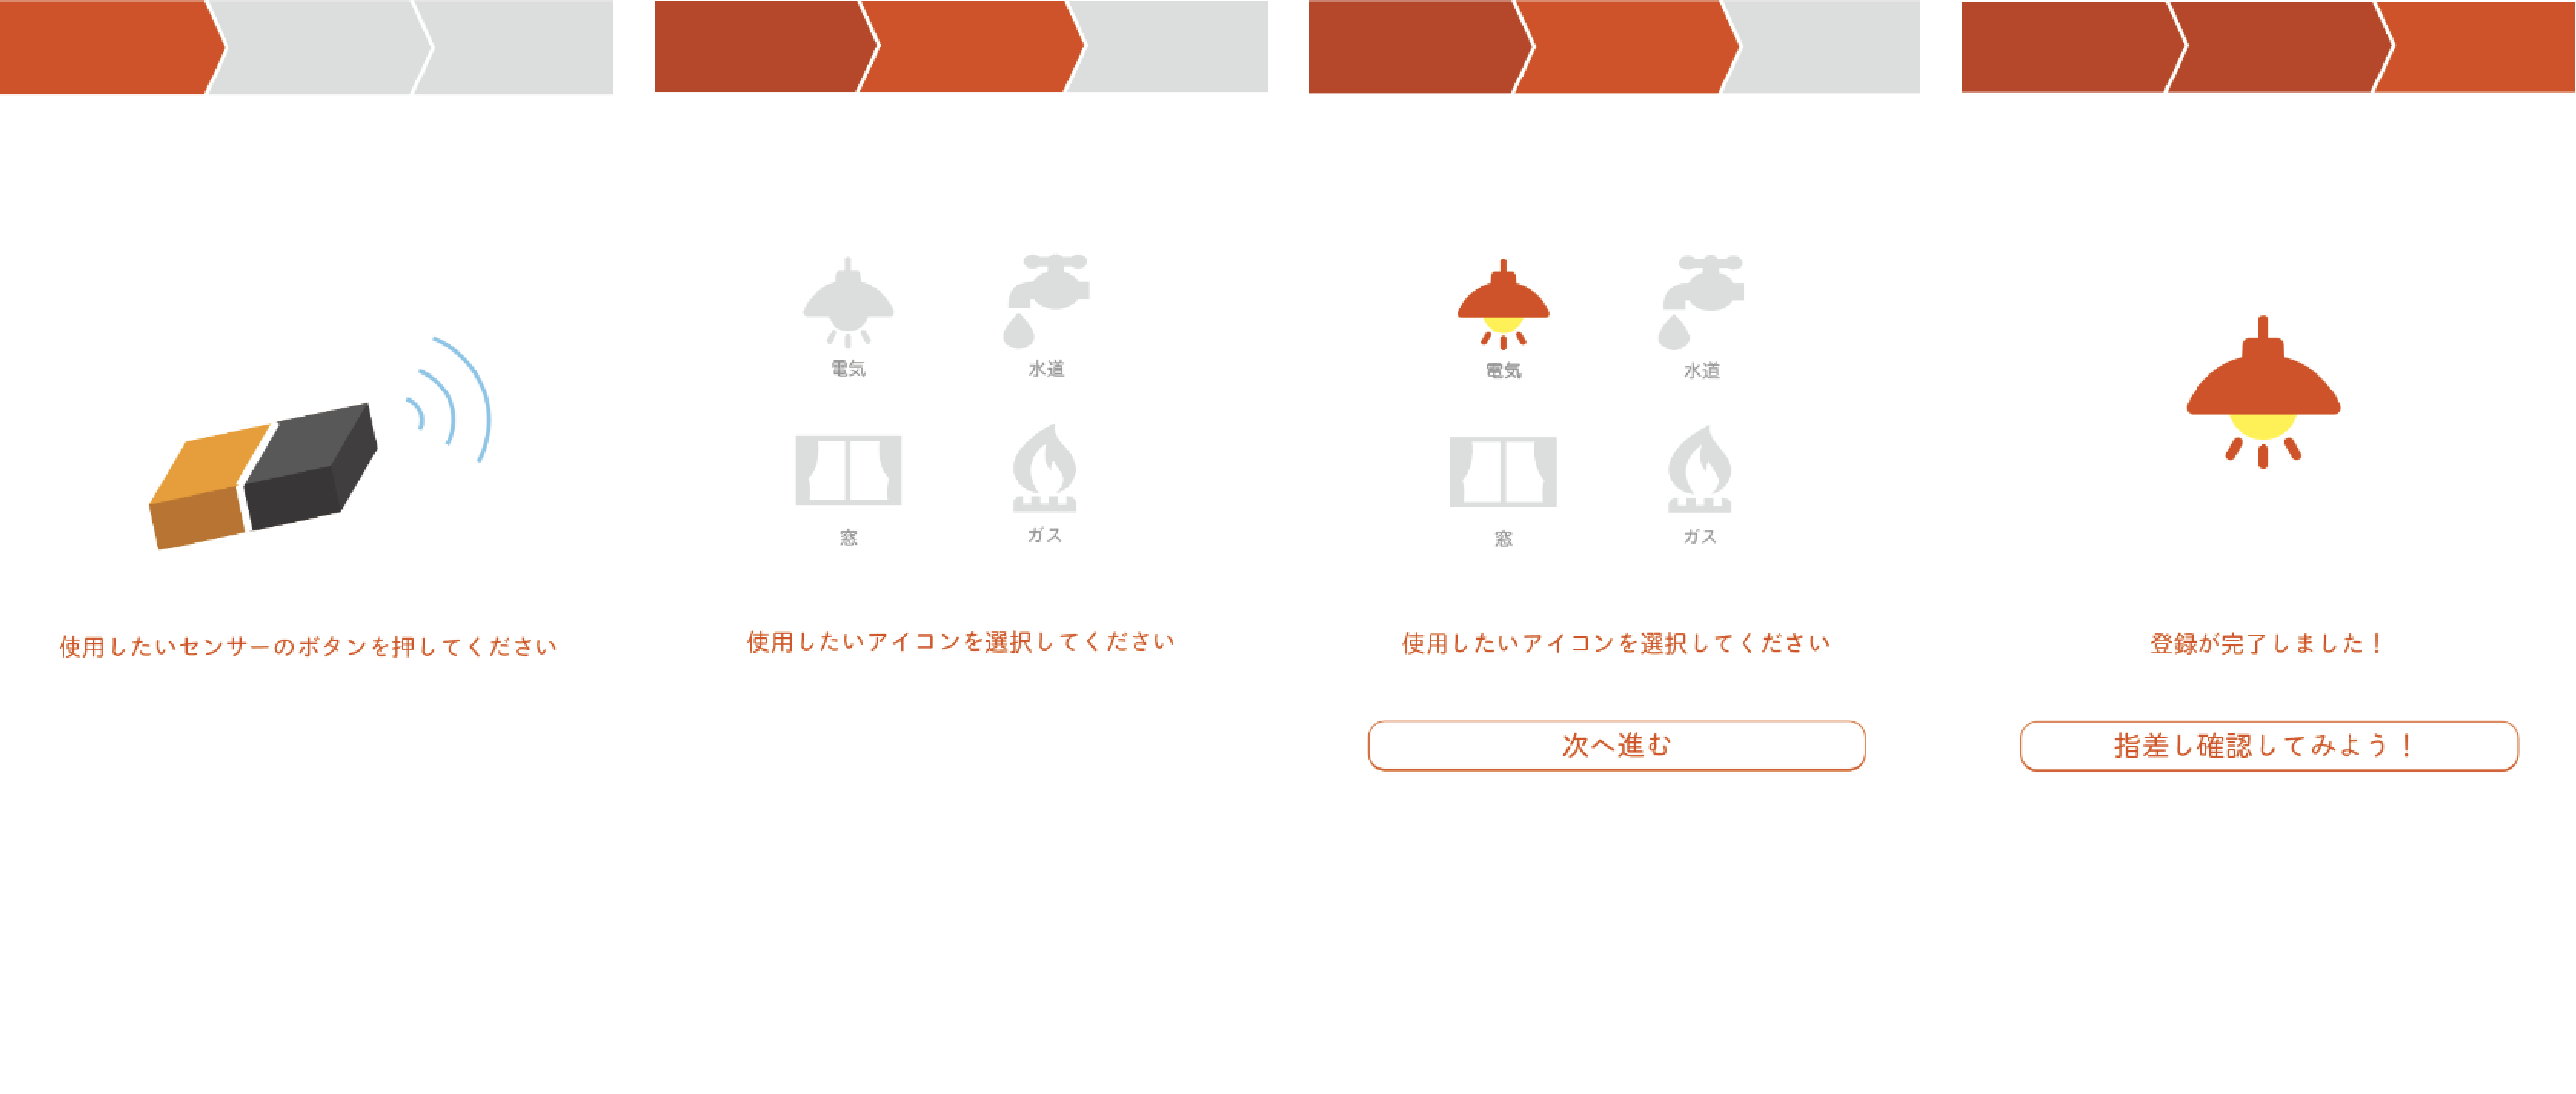 使用したいセンサーのボタンを押してください
電気
水道
窓
ガス
使用したいアイコンを選択してください
電気
水道
窓
ガス
使用したいアイコンを選択してください
次へ進む
登録が完了しました！
指差し確認してみよう！